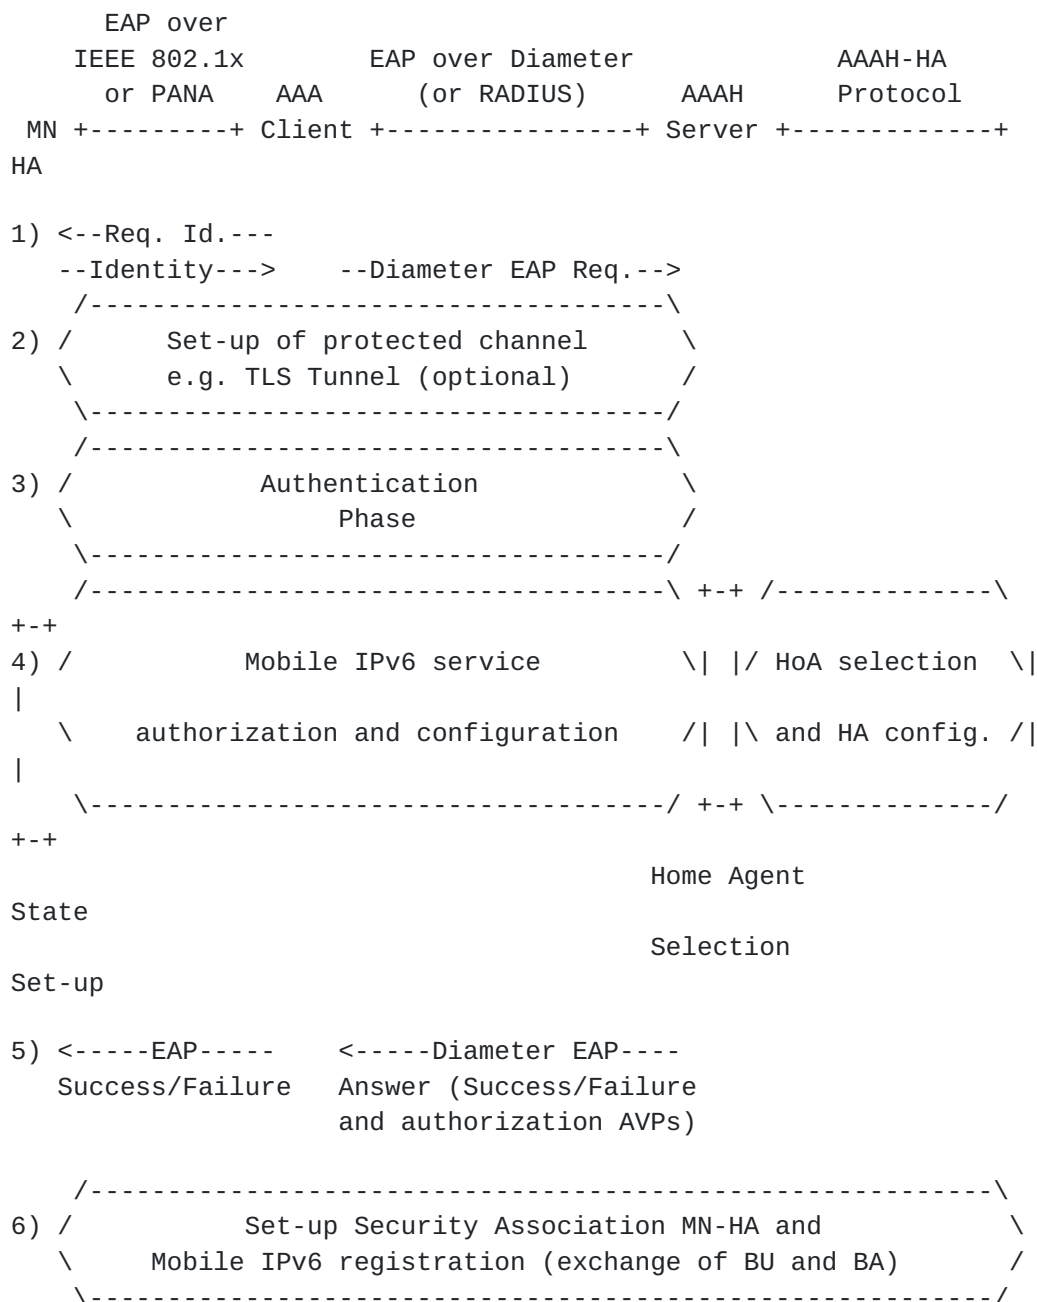 EAP over
    IEEE 802.1x        EAP over Diameter             AAAH-HA
      or PANA    AAA      (or RADIUS)      AAAH      Protocol
 MN +---------+ Client +----------------+ Server +-------------+
HA

1) <--Req. Id.---
   --Identity--->    --Diameter EAP Req.-->
    /-------------------------------------\
2) /      Set-up of protected channel      \
   \      e.g. TLS Tunnel (optional)       /
    \-------------------------------------/
    /-------------------------------------\
3) /            Authentication             \
   \                 Phase                 /
    \-------------------------------------/
    /-------------------------------------\ +-+ /--------------\
+-+
4) /           Mobile IPv6 service         \| |/ HoA selection  \|
|
   \    authorization and configuration    /| |\ and HA config. /|
|
    \-------------------------------------/ +-+ \--------------/
+-+
                                         Home Agent
State
                                         Selection
Set-up

5) <-----EAP-----    <-----Diameter EAP----
   Success/Failure   Answer (Success/Failure
                     and authorization AVPs)

    /----------------------------------------------------------\
6) /           Set-up Security Association MN-HA and            \
   \     Mobile IPv6 registration (exchange of BU and BA)       /
    \----------------------------------------------------------/